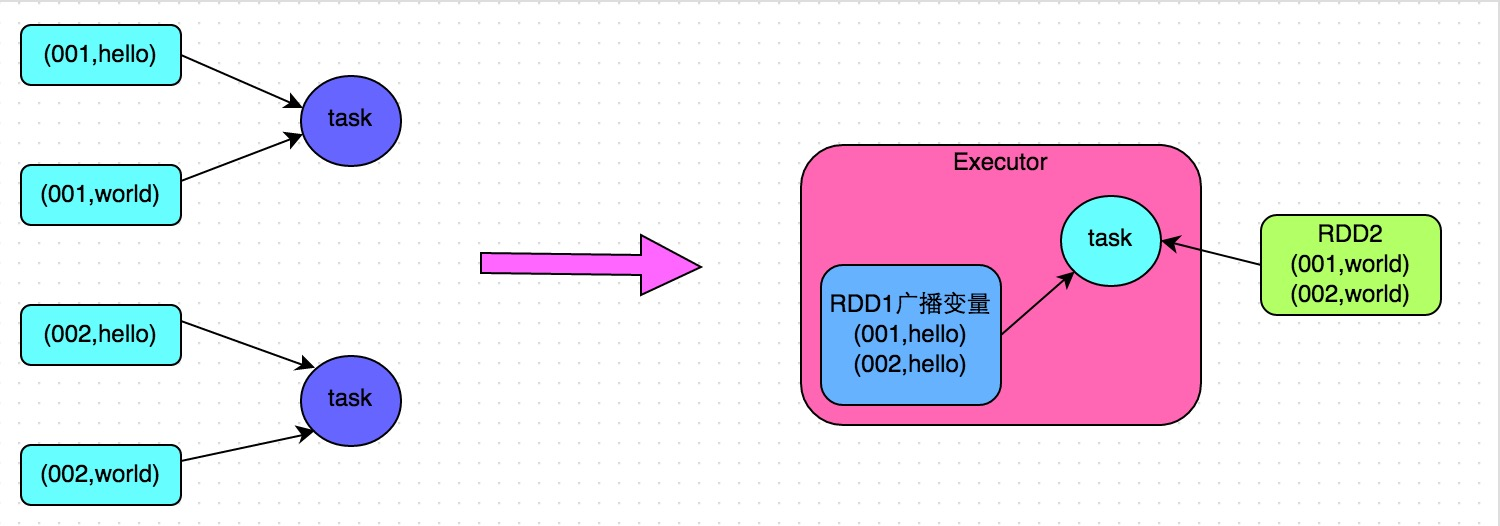 (001,hello)
task
(001,world)
(002,hello)
task
(002,world)
Executor
task
RDD1广播变量
(001,hello)
(002,hello)
RDD2
(001,world)
(002,world)